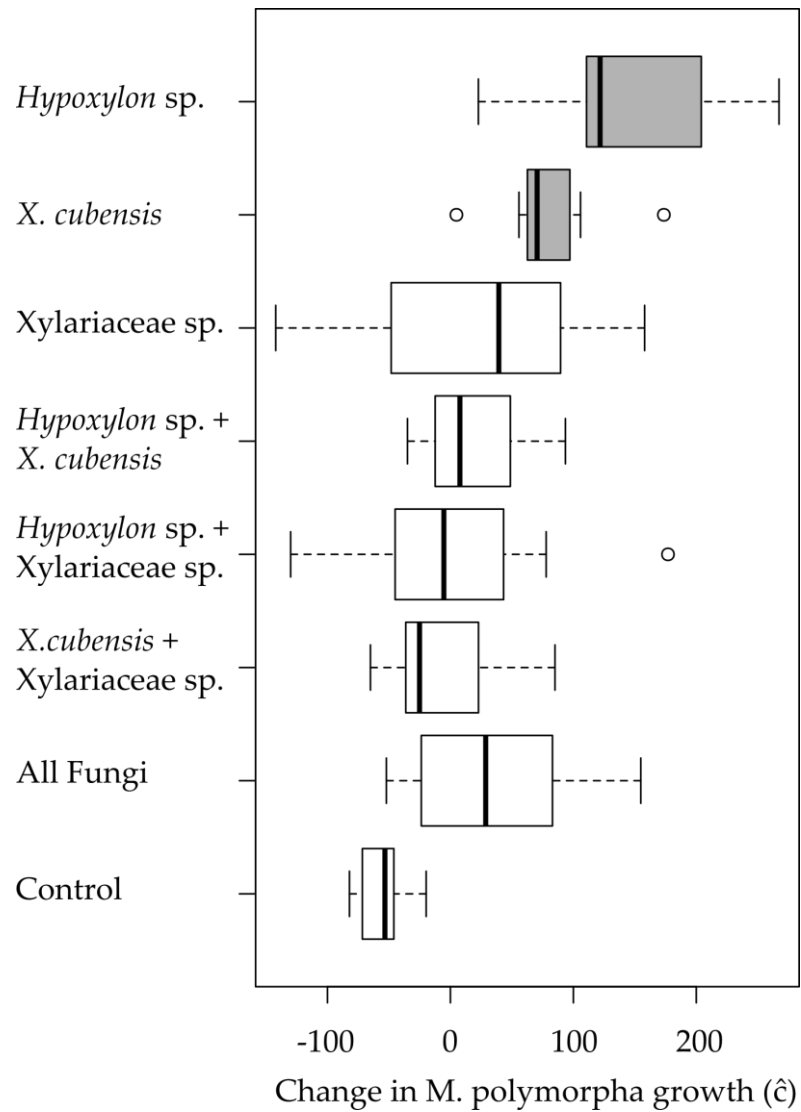 Hypoxylon sp.
X. cubensis
Xylariaceae sp.
Hypoxylon sp. +
X. cubensis
Hypoxylon sp. +
Xylariaceae sp.
X.cubensis +
Xylariaceae sp.
All Fungi
Control
-100 0 100 200
Change in M. polymorpha growth (ĉ)